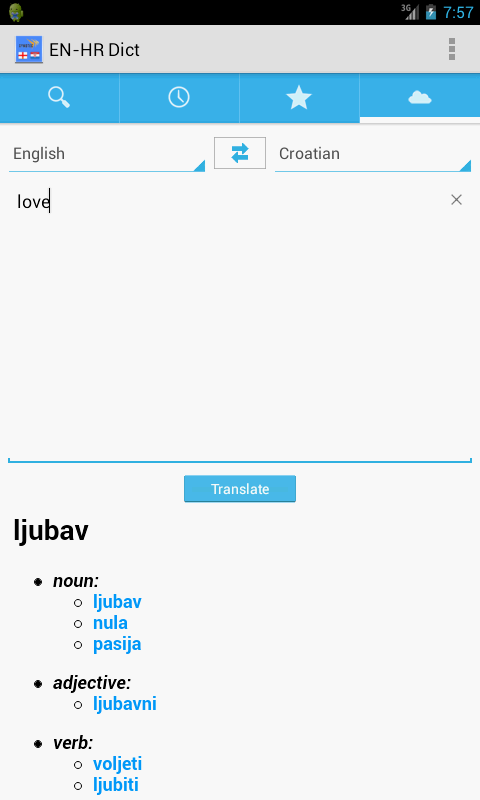 3G 7:57
EN-HR Dict
English Croatian
love
Translate
ljubav
noun:
ljubav
nula
pasija
adjective:
ljubavni
verb:
voljeti
ljubiti